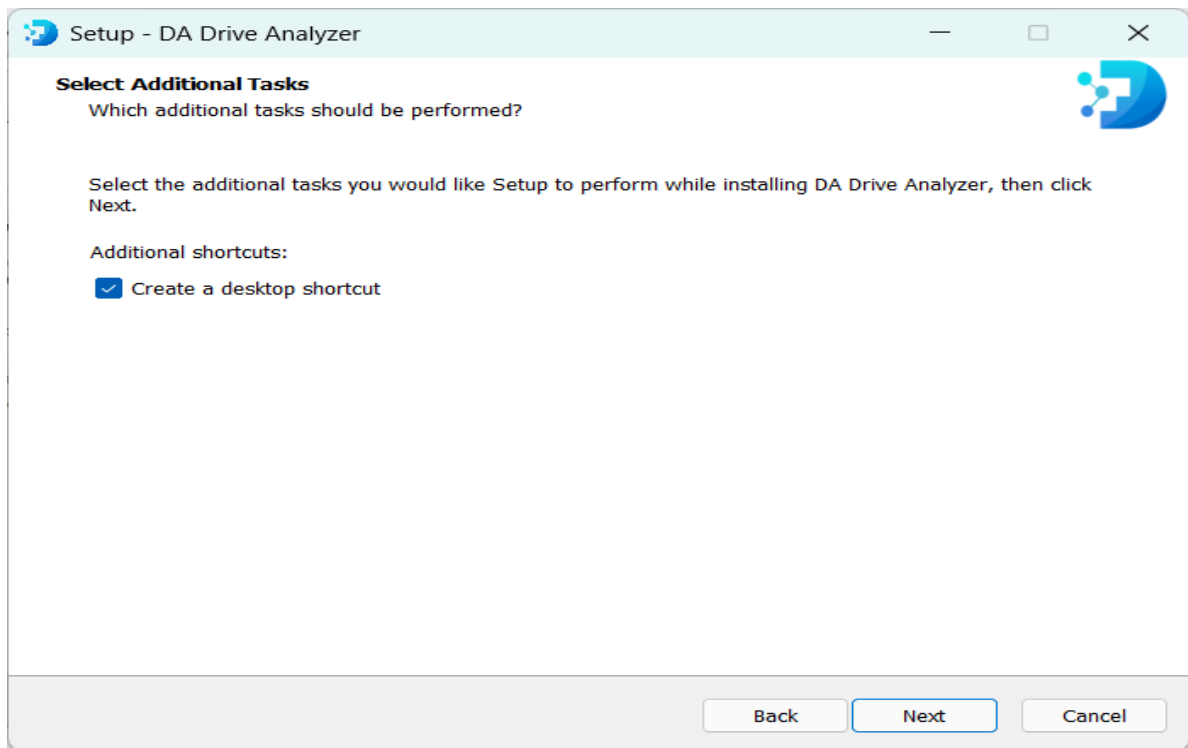 Setup - DA Drive Analyzer
Select Additional Tasks
Which additional tasks should be performed?
Select the additional tasks you would like Setup to perform while installing DA Drive Analyzer, then click
Next.
Additional shortcuts:
Create a desktop shortcut
Back Next Cancel